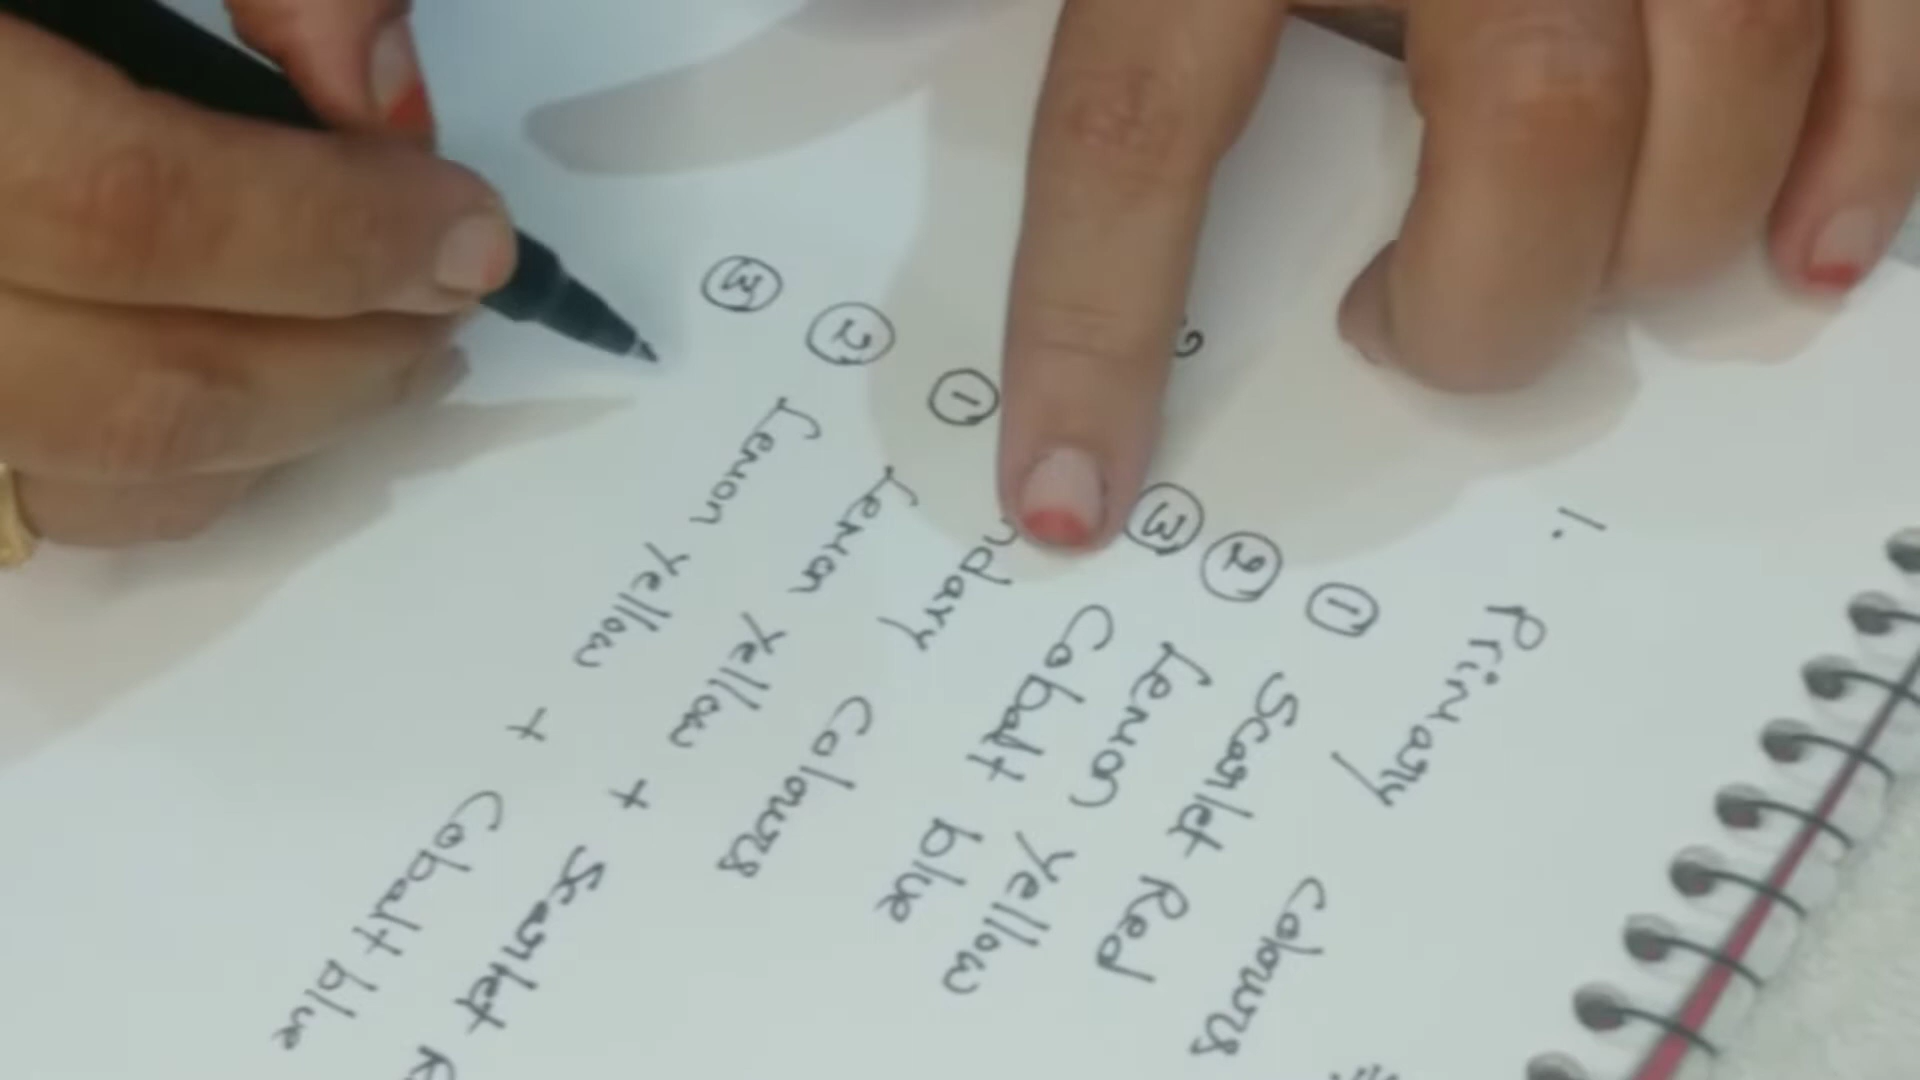 1. Primary colours
① Scarlet Red
② Lemon yellow
③ Cobalt blue
2 ndary colours
① Lemon yellow + Scarlet R
② Lemon yellow + Cobalt blue
③